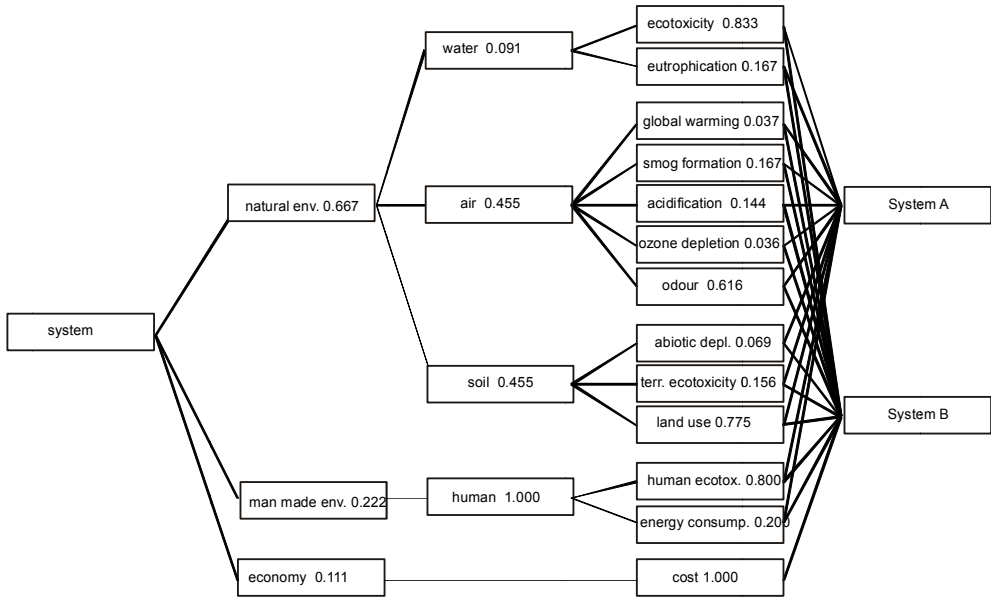 system
natural env. 0.667
man made env. 0.222
economy 0.111
water 0.091
air 0.455
soil 0.455
human 1.000
ecotoxicity 0.833
eutrophication 0.167
global warming 0.037
smog formation 0.167
acidification 0.144
ozone depletion 0.036
odour 0.616
abiotic depl. 0.069
terr. ecotoxicity 0.156
land use 0.775
human ecotox. 0.800
energy consump. 0.200
cost 1.000
System A
System B